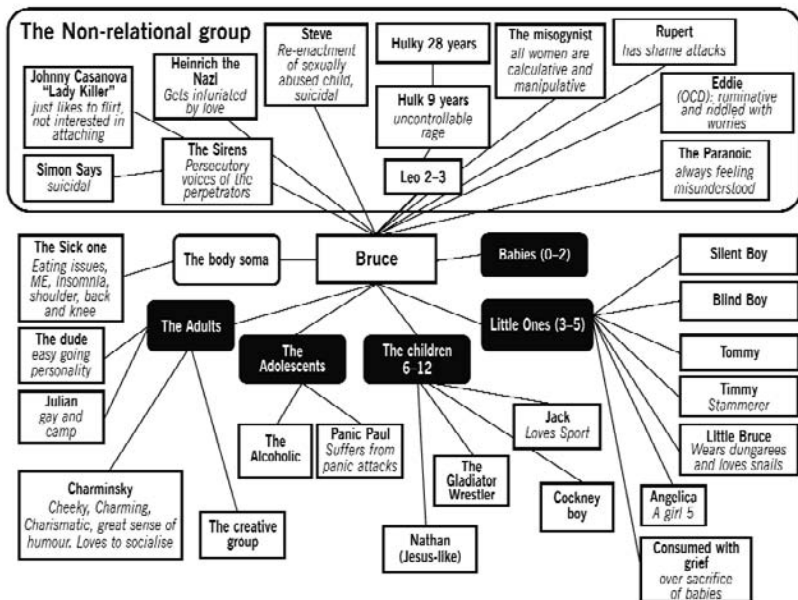 The Non-relational group
Johnny Casanova
"Lady Killer"
just likes to flirt,
not interested in
attaching
Heinrich the
Nazi
Gets infuriated
by love
Steve
Re-enactment
of sexually
abused child,
suicidal
Hulky 28 years
Hulk 9 years
uncontrollable
rage
Leo 2–3
The misogynist
all women are
calculative and
manipulative
Rupert
has shame attacks
Eddie
(OCD): ruminative
and riddled with
worries
The Paranoic
always feeling
misunderstood
Simon Says
suicidal
The Sirens
Persecutory
voices of the
perpetrators
The Sick one
Eating issues,
ME, insomnia,
shoulder, back
and knee
The body soma
Bruce
Babies (0–2)
The Adults
The
Adolescents
The children
6–12
Little Ones (3–5)
Silent Boy
Blind Boy
Tommy
Timmy
Stammerer
Little Bruce
Wears dungarees
and loves snails
Angelica
A girl 5
Consumed with
grief
over sacrifice
of babies
The dude
easy going
personality
Julian
gay and
camp
Charminsky
Cheeky, Charming,
Charismatic, great sense of
humour. Loves to socialise
The creative
group
The
Alcoholic
Panic Paul
Suffers from
panic attacks
Nathan
(Jesus-like)
The
Gladiator
Wrestler
Jack
Loves Sport
Cockney
boy